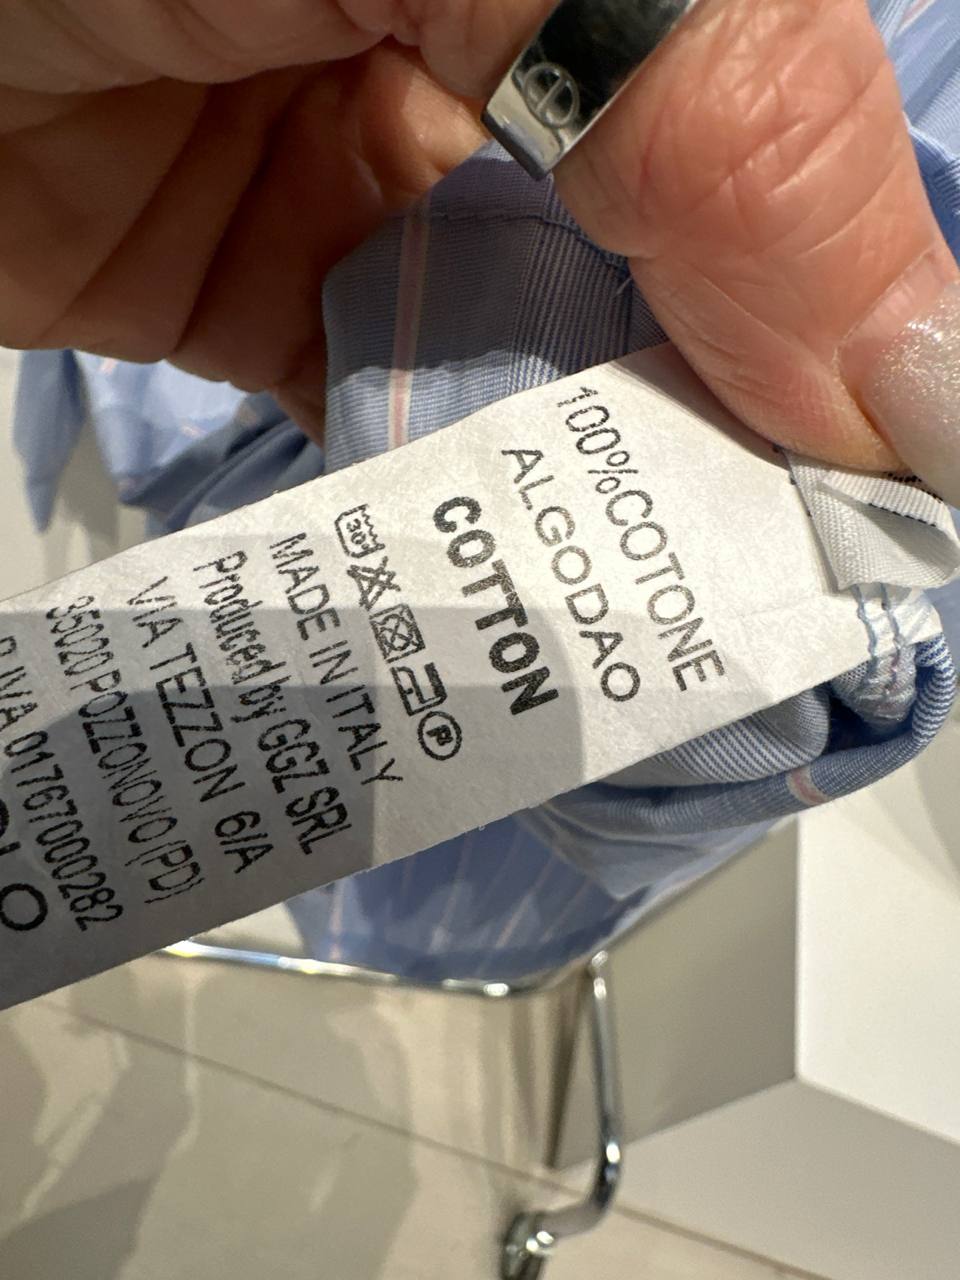 100%COTONE
ALGODAO
COTTON
30°
P
MADE IN ITALY
Produced by GGZ SRL
VIA TEZZON 6/A
35020 POZZONOVO (PD)
P.IVA 01767000282